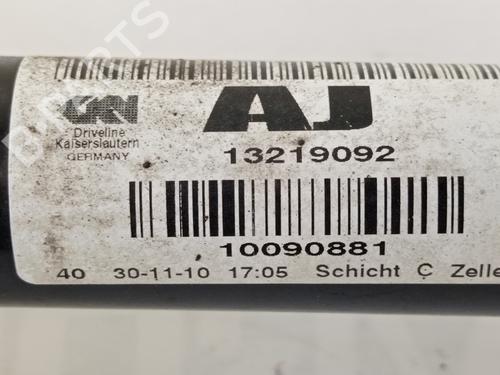 GKN AJ
Driveline
Kaiserslautern
GERMANY
13219092
10090881
40 30-11-10 17:05 Schicht C Zelle